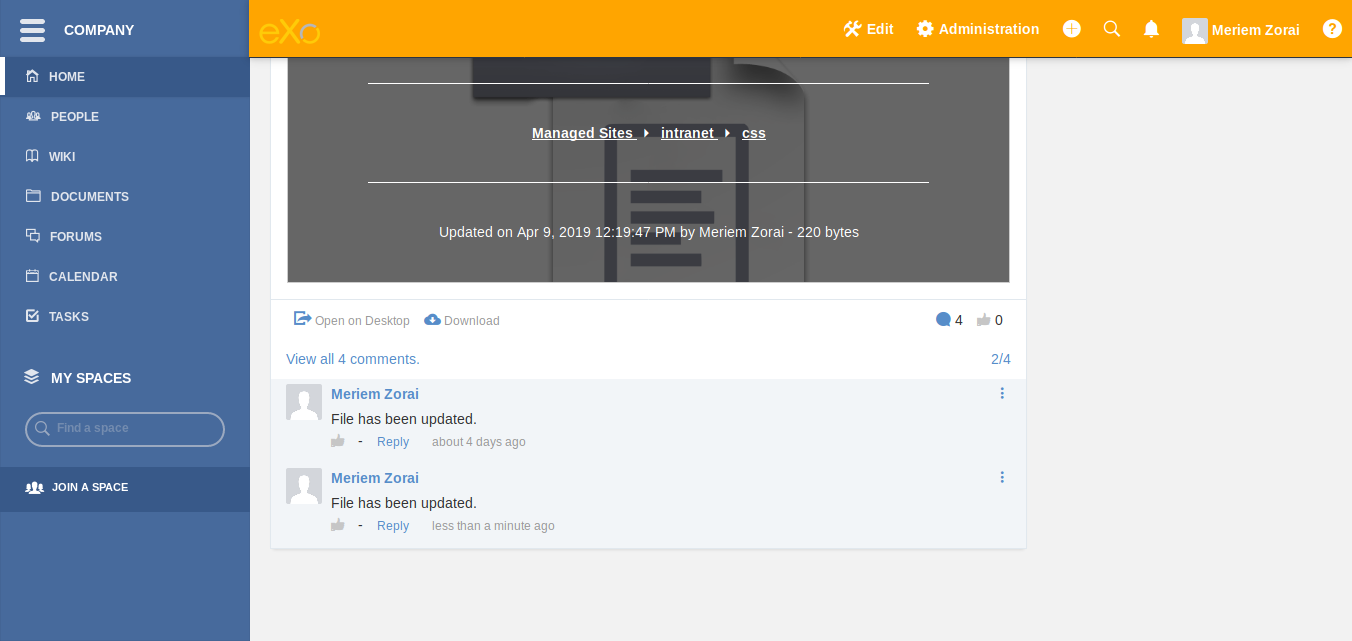 COMPANY
eXo
Edit
Administration
Meriem Zorai
?
HOME
PEOPLE
WIKI
DOCUMENTS
FORUMS
CALENDAR
TASKS
MY SPACES
Find a space
JOIN A SPACE
Managed Sites intranet css
Updated on Apr 9, 2019 12:19:47 PM by Meriem Zorai - 220 bytes
Open on Desktop Download 4 0
View all 4 comments. 2/4
Meriem Zorai
File has been updated.
- Reply about 4 days ago
Meriem Zorai
File has been updated.
- Reply less than a minute ago